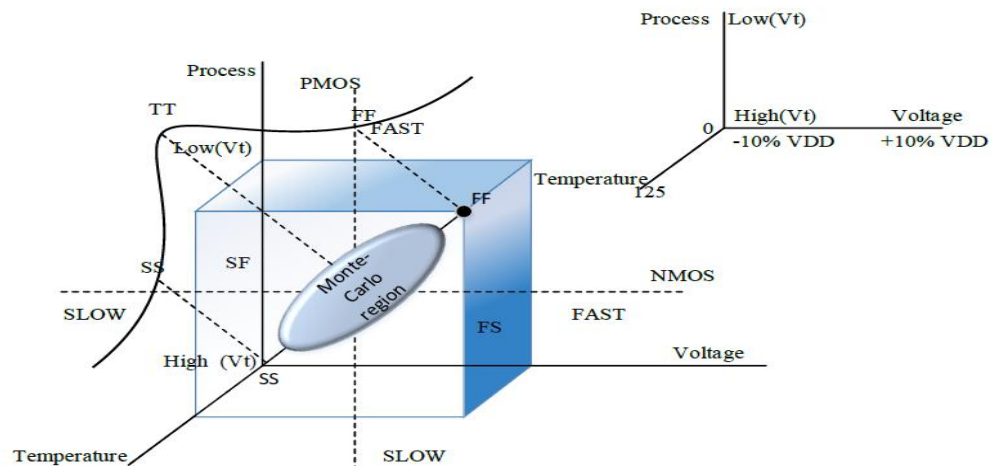 Process
Low(Vt)
Process
PMOS
TT
FF
FAST
Low(Vt)
0
High(Vt)
Voltage
-10% VDD
+10% VDD
Temperature
125
FF
SF
SS
Monte-
Carlo
region
NMOS
SLOW
FS
FAST
High (Vt)
Voltage
SS
Temperature
SLOW